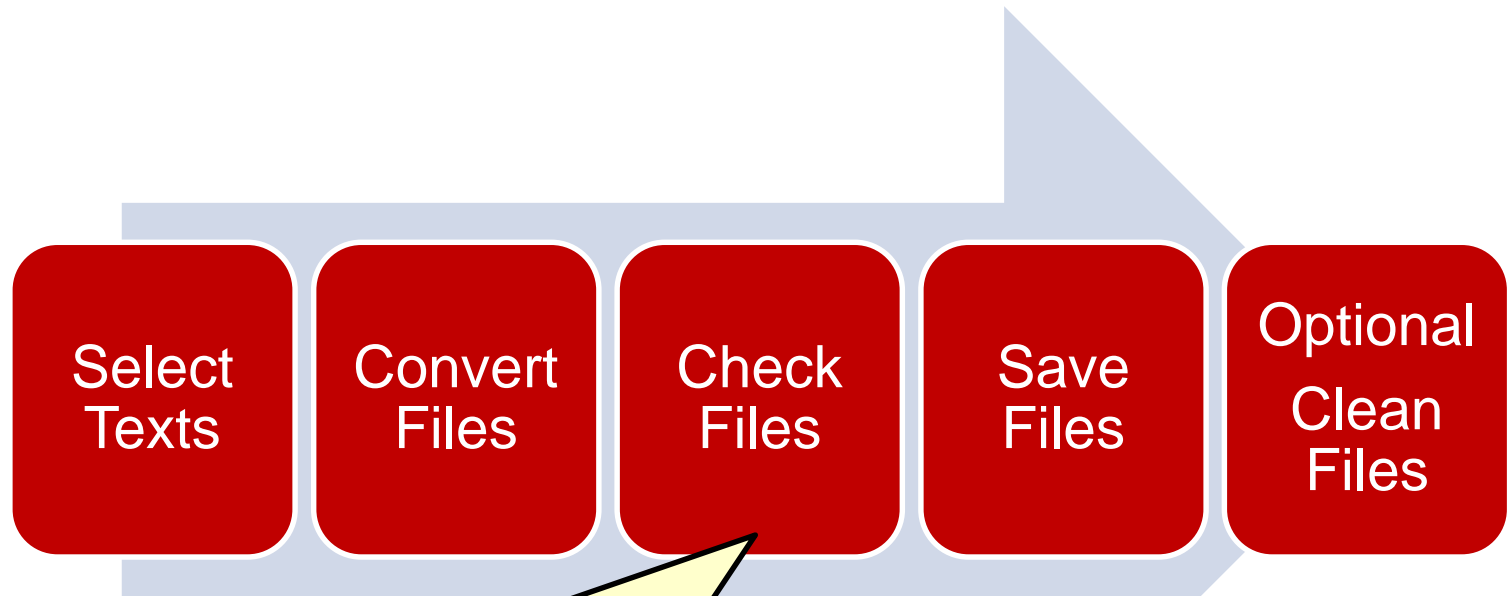 Select
Texts
Convert
Files
Check
Files
Save
Files
Optional
Clean
Files